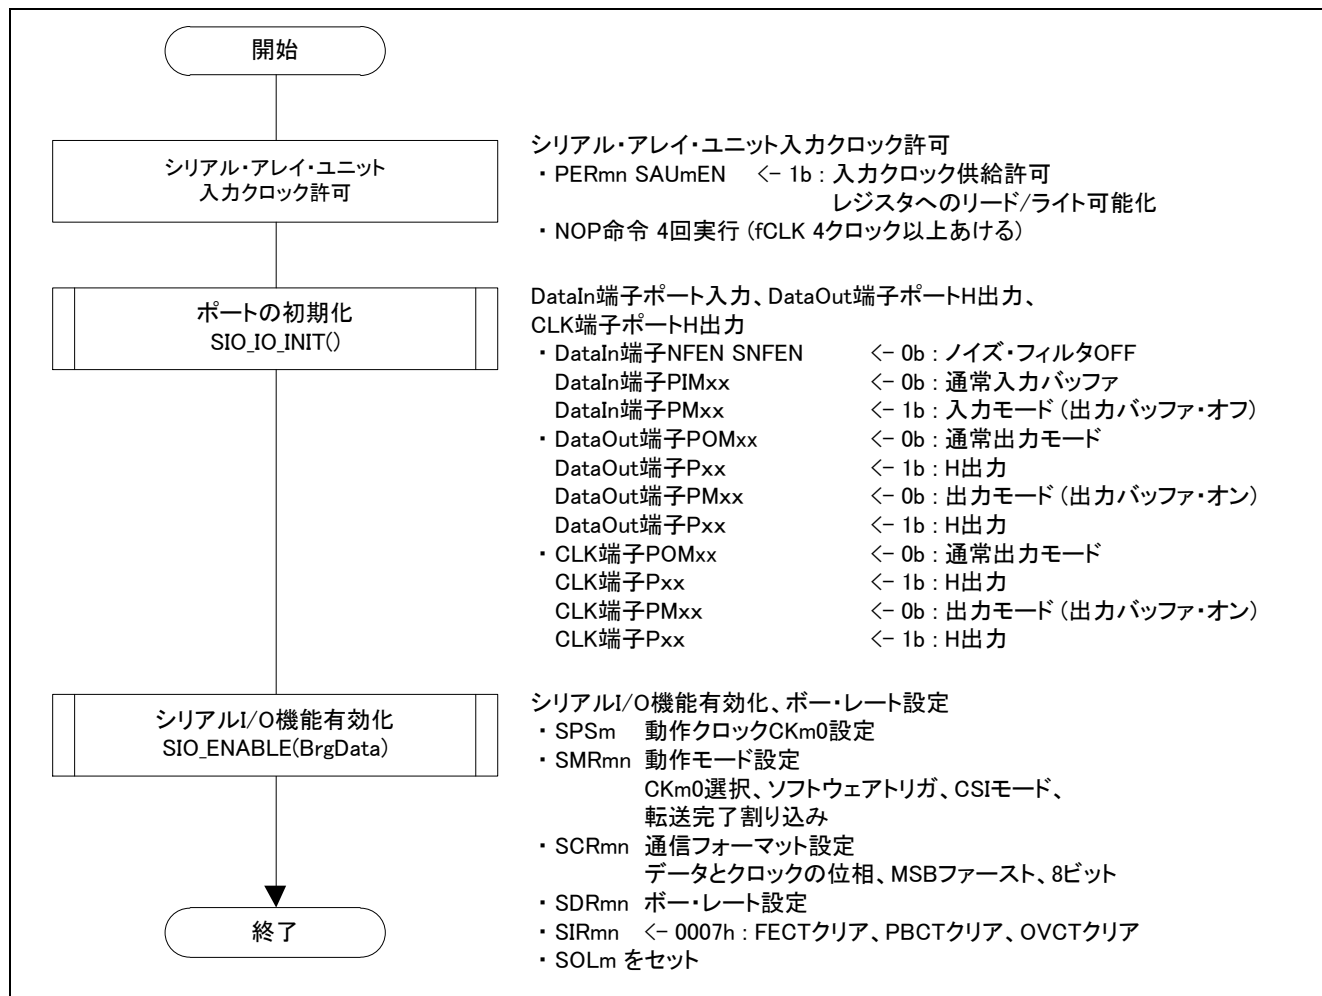 開始
シリアル・アレイ・ユニット
入力クロック許可
シリアル・アレイ・ユニット入力クロック許可
・PERmn SAUmEN <- 1b : 入力クロック供給許可
レジスタへのリード/ライト可能化
・NOP命令 4回実行 (fCLK 4クロック以上あける)
ポートの初期化
SIO_IO_INIT()
DataIn端子ポート入力、DataOut端子ポートH出力、
CLK端子ポートH出力
・DataIn端子NFEN SNFEN <- 0b : ノイズ・フィルタOFF
DataIn端子PIMxx <- 0b : 通常入力バッファ
DataIn端子PMxx <- 1b : 入力モード (出力バッファ・オフ)
・DataOut端子POMxx <- 0b : 通常出力モード
DataOut端子Pxx <- 1b : H出力
DataOut端子PMxx <- 0b : 出力モード (出力バッファ・オン)
DataOut端子Pxx <- 1b : H出力
・CLK端子POMxx <- 0b : 通常出力モード
CLK端子Pxx <- 1b : H出力
CLK端子PMxx <- 0b : 出力モード (出力バッファ・オン)
CLK端子Pxx <- 1b : H出力
シリアルI/O機能有効化
SIO_ENABLE(BrgData)
シリアルI/O機能有効化、ボー・レート設定
・SPSm 動作クロックCKm0設定
・SMRmn 動作モード設定
CKm0選択、ソフトウェアトリガ、CSIモード、
転送完了割り込み
・SCRmn 通信フォーマット設定
データとクロックの位相、MSBファースト、8ビット
・SDRmn ボー・レート設定
・SIRmn <- 0007h : FECTクリア、PBCTクリア、OVCTクリア
・SOLm をセット
終了